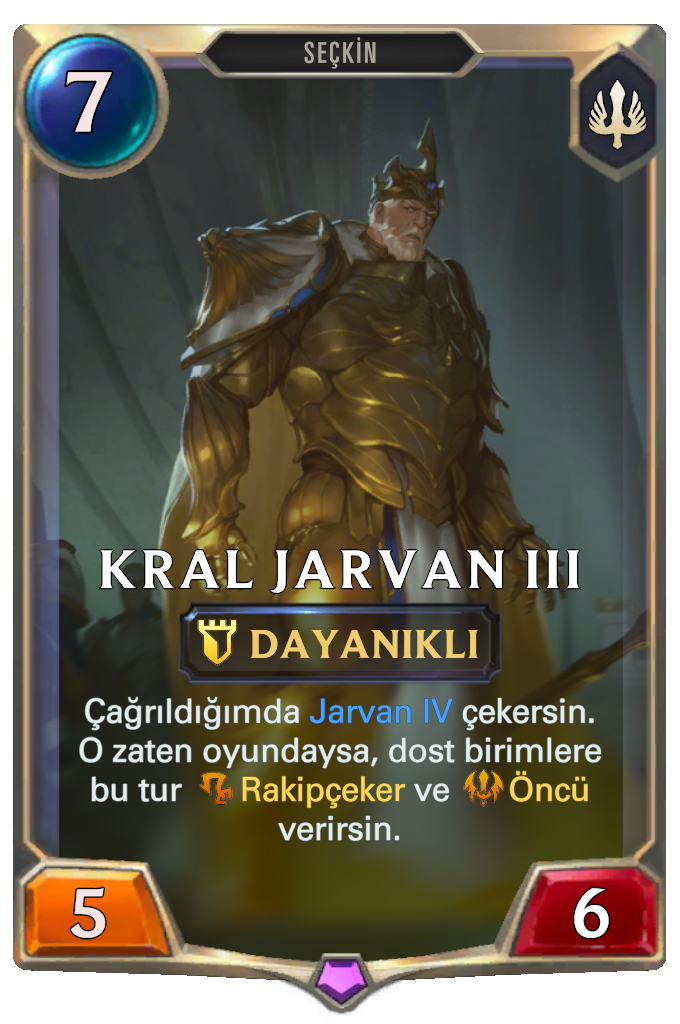 7
SEÇKİN
KRAL JARVAN III
DAYANIKLI
Çağrıldığımda Jarvan IV çekersin.
O zaten oyundaysa, dost birimlere
bu tur Rakipçeker ve Öncü
verirsin.
5
6